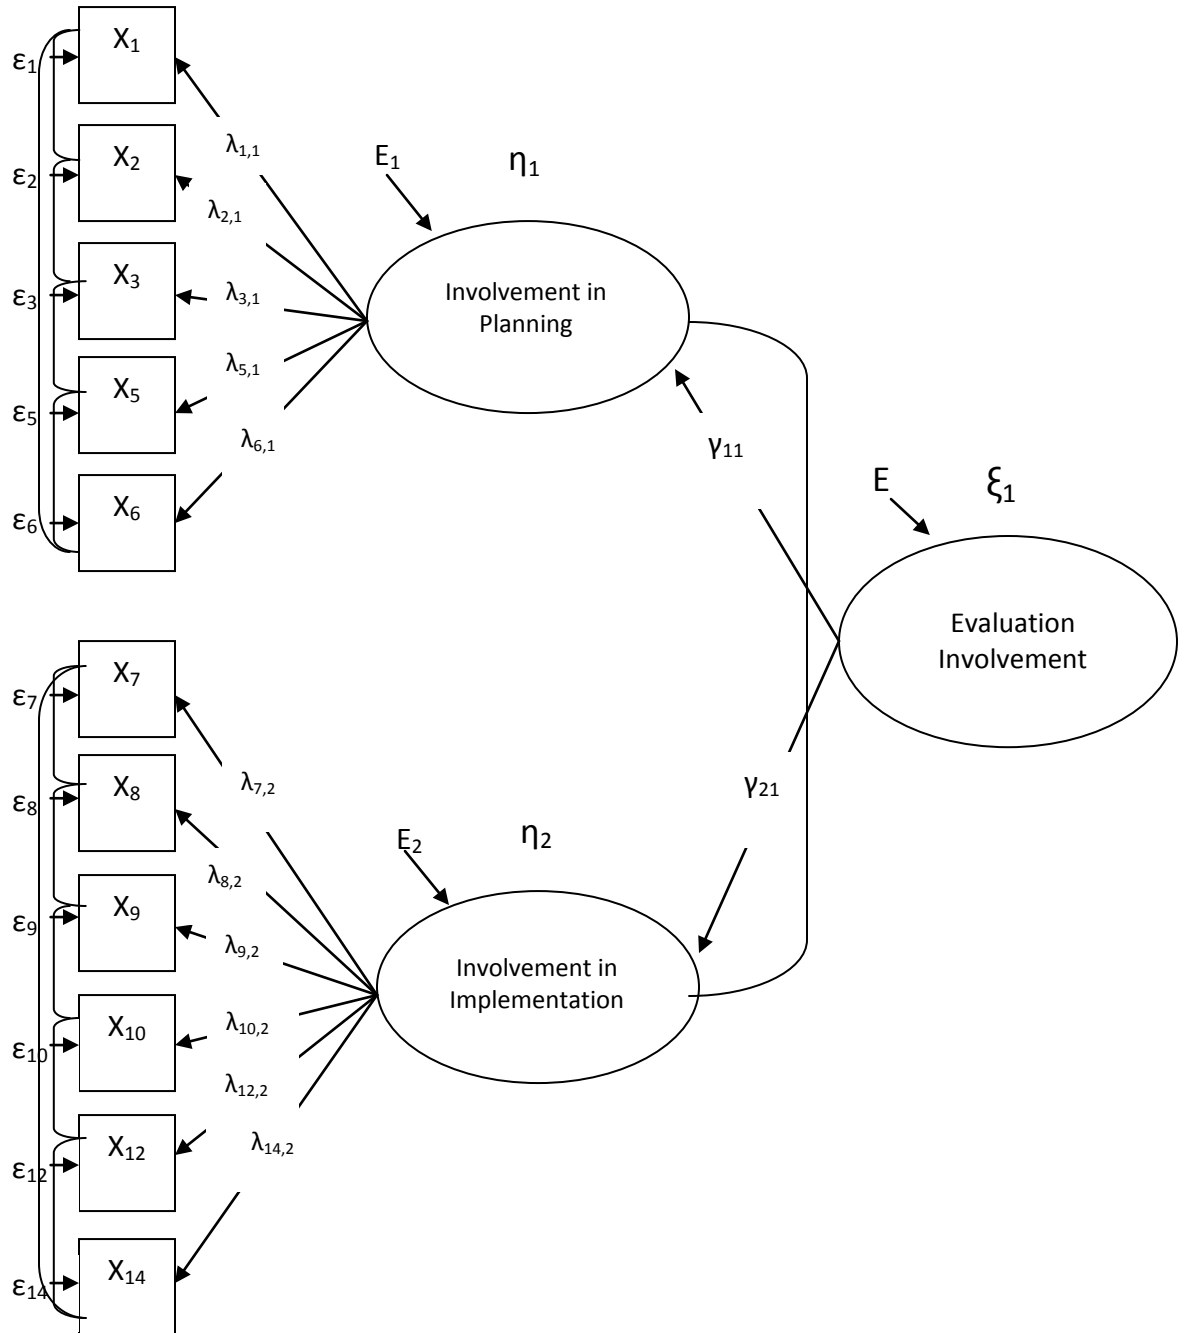 X₁
ε₁
λ₁,₁
X₂
ε₂
E₁
η₁
λ₂,₁
X₃
ε₃
λ₃,₁
Involvement in
Planning
X₅
ε₅
λ₅,₁
X₆
ε₆
λ₆,₁
γ₁₁
E
ξ₁
Evaluation
Involvement
X₇
ε₇
λ₇,₂
X₈
ε₈
γ₂₁
E₂
η₂
λ₈,₂
X₉
ε₉
λ₉,₂
Involvement in
Implementation
X₁₀
ε₁₀
λ₁₀,₂
λ₁₂,₂
X₁₂
ε₁₂
λ₁₄,₂
X₁₄
ε₁₄